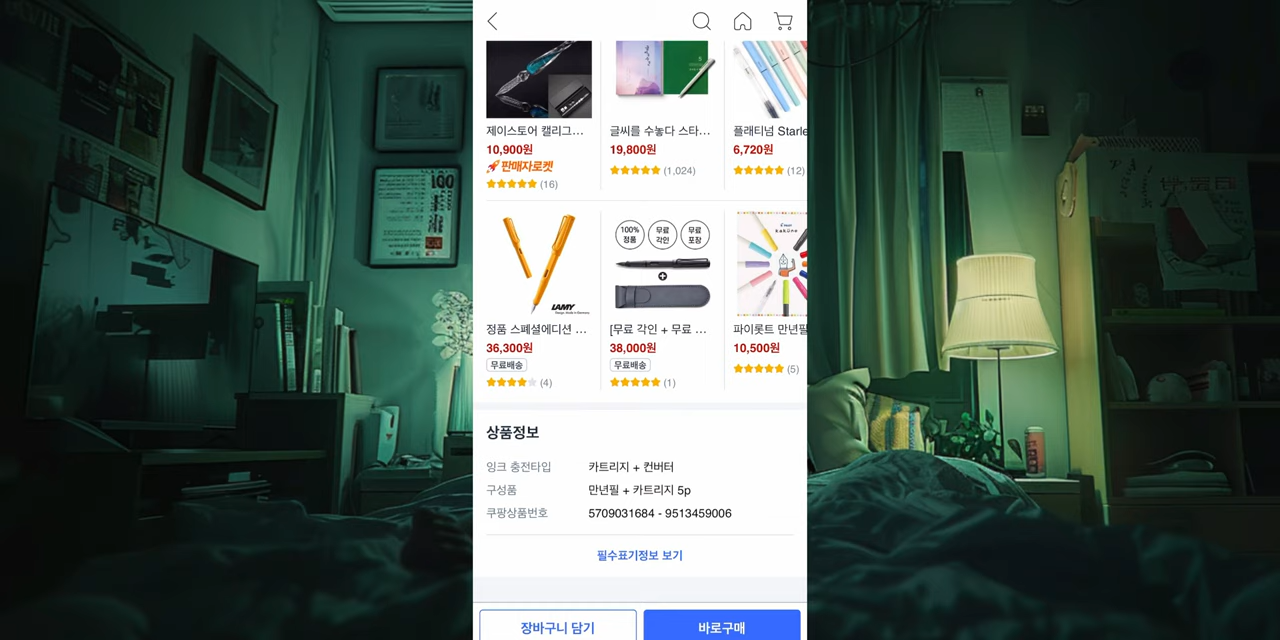 제이스토어 캘리그...
10,900원
판매자로켓
(16)
글씨를 수놓다 스타...
19,800원
(1,024)
플래티넘 Starle
6,720원
(12)
LAMY
정품 스페셜에디션 ...
36,300원
무료배송
(4)
100%
정품
무료
각인
무료
포장
[무료 각인 + 무료 ...
38,000원
무료배송
(1)
PILOT
kaküno
파이롯트 만년필
10,500원
(5)
상품정보
잉크 충전타입 카트리지 + 컨버터
구성품 만년필 + 카트리지 5p
쿠팡상품번호 5709031684 - 9513459006
필수표기정보 보기
장바구니 담기
바로구매